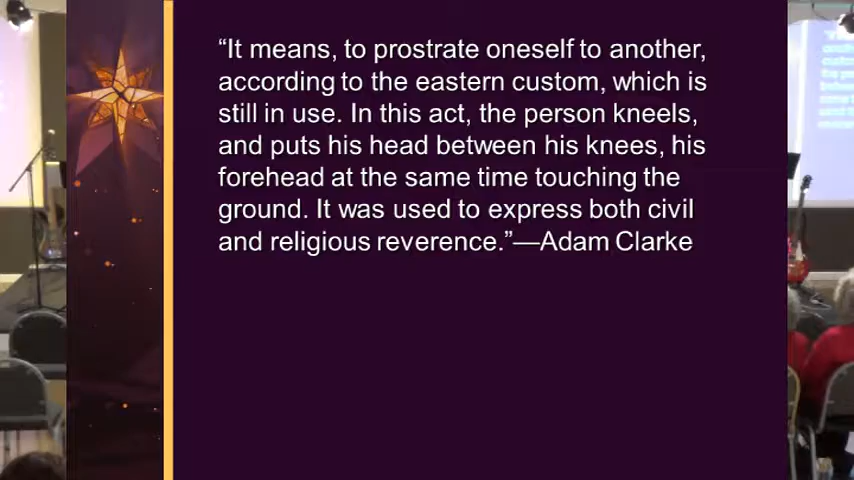 “It means, to prostrate oneself to another,
according to the eastern custom, which is
still in use. In this act, the person kneels,
and puts his head between his knees, his
forehead at the same time touching the
ground. It was used to express both civil
and religious reverence.”—Adam Clarke